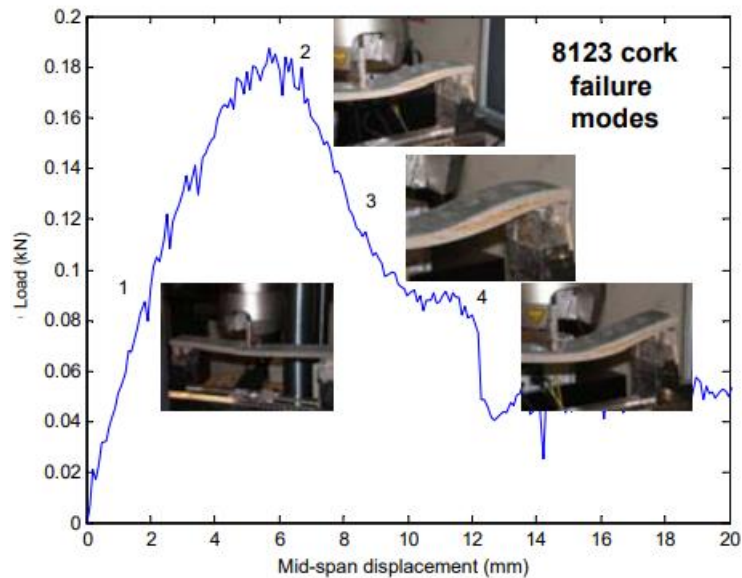 0.2
0.18
0.16
0.14
0.12
0.1
0.08
0.06
0.04
0.02
0
Load (kN)
8123 cork
failure
modes
1
2
3
4
0 2 4 6 8 10 12 14 16 18 20
Mid-span displacement (mm)